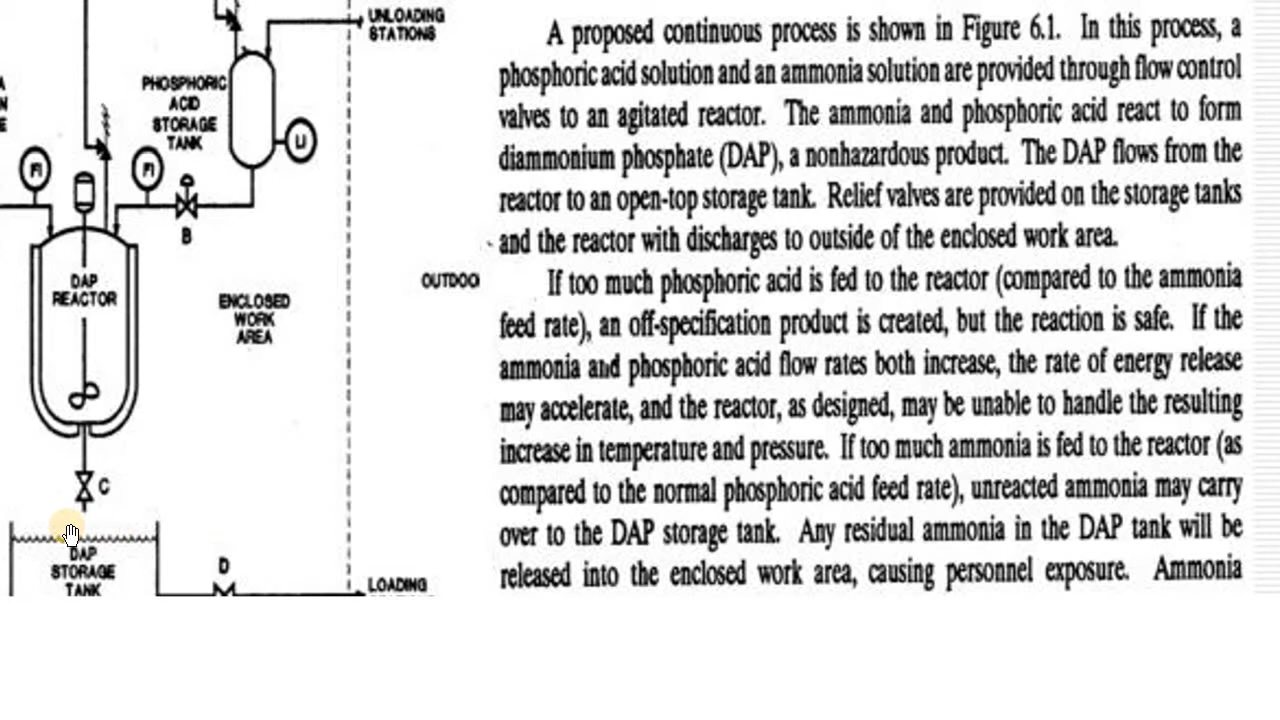 UNLOADING
STATIONS
PHOSPHORIC
ACID
STORAGE
TANK
A
N
E
FI
FI
LI
B
DAP
REACTOR
ENCLOSED
WORK
AREA
OUTDOO
C
DAP
STORAGE
TANK
D
LOADING
A proposed continuous process is shown in Figure 6.1. In this process, a
phosphoric acid solution and an ammonia solution are provided through flow control
valves to an agitated reactor. The ammonia and phosphoric acid react to form
diammonium phosphate (DAP), a nonhazardous product. The DAP flows from the
reactor to an open-top storage tank. Relief valves are provided on the storage tanks
and the reactor with discharges to outside of the enclosed work area.
If too much phosphoric acid is fed to the reactor (compared to the ammonia
feed rate), an off-specification product is created, but the reaction is safe. If the
ammonia and phosphoric acid flow rates both increase, the rate of energy release
may accelerate, and the reactor, as designed, may be unable to handle the resulting
increase in temperature and pressure. If too much ammonia is fed to the reactor (as
compared to the normal phosphoric acid feed rate), unreacted ammonia may carry
over to the DAP storage tank. Any residual ammonia in the DAP tank will be
released into the enclosed work area, causing personnel exposure. Ammonia